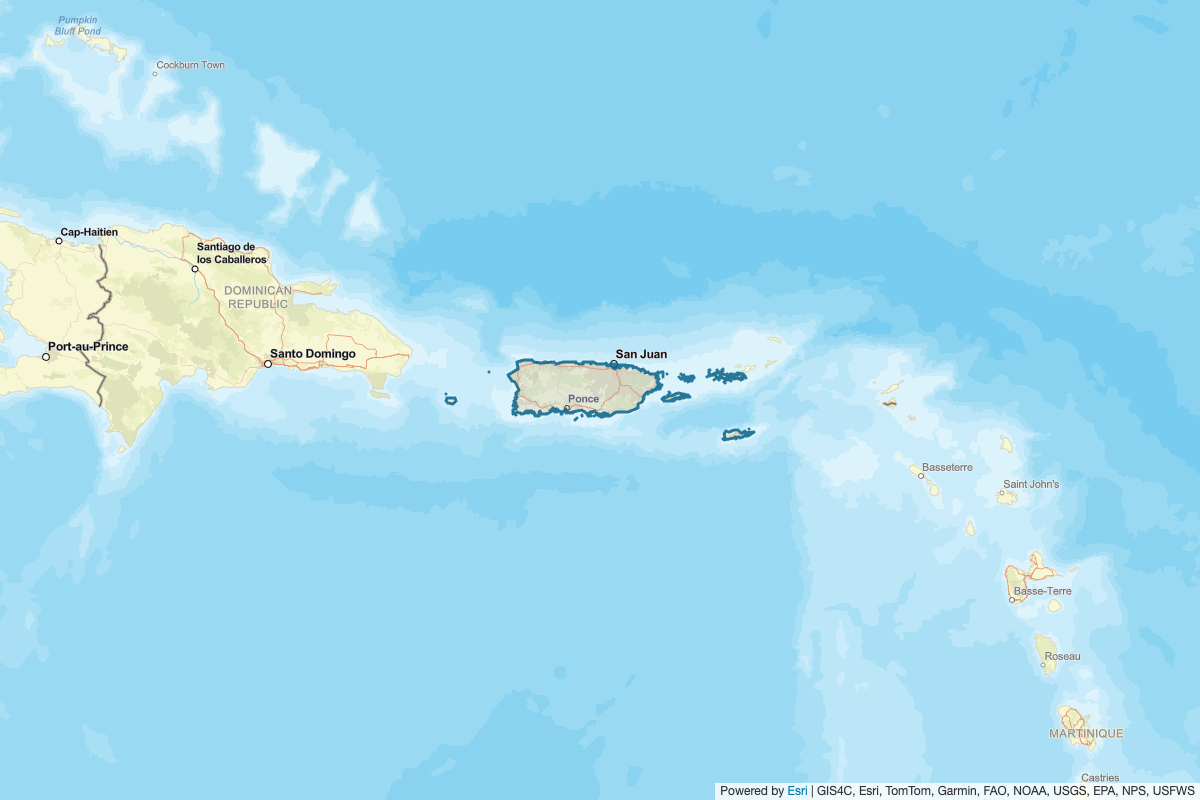 Pumpkin
Bluff Pond
Cockburn Town
Cap-Haitien
Santiago de
los Caballeros
DOMINICAN
REPUBLIC
Port-au-Prince
Santo Domingo
San Juan
Ponce
Basseterre
Saint John's
Basse-Terre
Roseau
MARTINIQUE
Castries
Powered by Esri | GIS4C, Esri, TomTom, Garmin, FAO, NOAA, USGS, EPA, NPS, USFWS